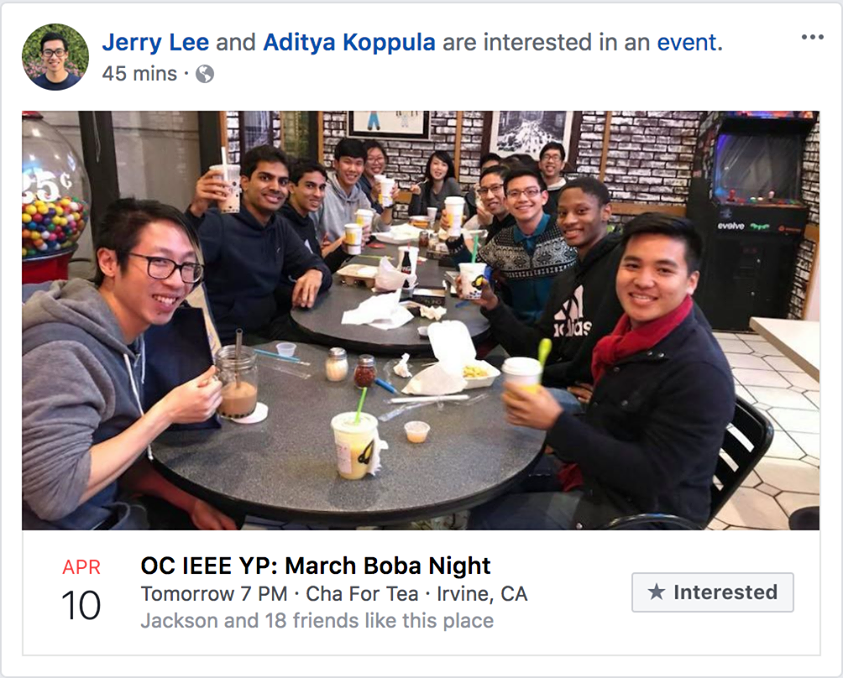 Jerry Lee and Aditya Koppula are interested in an event.
45 mins ·
35¢
evolve
adidas
APR
10
OC IEEE YP: March Boba Night
Tomorrow 7 PM · Cha For Tea · Irvine, CA
Jackson and 18 friends like this place
★ Interested